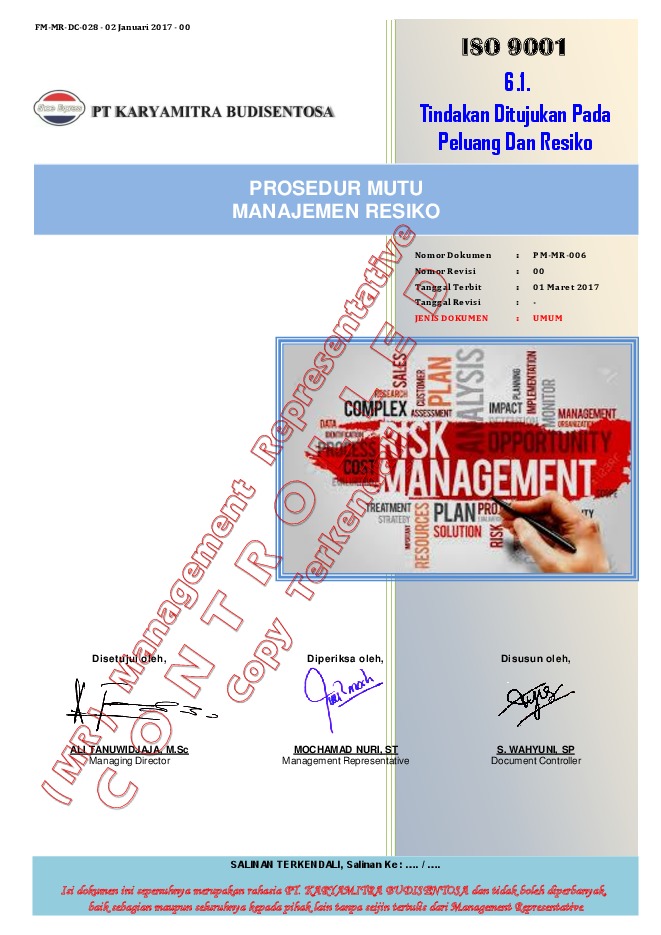 FM-MR-DC-028 - 02 Januari 2017 - 00
ISO 9001
6.1.
Tindakan Ditujukan Pada
Peluang Dan Resiko
Shoe Express
PT KARYAMITRA BUDISENTOSA
PROSEDUR MUTU
MANAJEMEN RESIKO
Nomor Dokumen : PM-MR-006
Nomor Revisi : 00
Tanggal Terbit : 01 Maret 2017
Tanggal Revisi : -
JENIS DOKUMEN : UMUM
SALES
RESEARCH
CUSTOMER
PLAN
ANALYSIS
COMPLEX
ASSESSMENT
IMPACT
PLANNING
IMPLEMENTATION
MONITOR
MANAGEMENT
DATA
IDENTIFICATION
PROCESS
COST
RISK
OPPORTUNITY
MANAGEMENT
TREATMENT
STRATEGY
IMPORTANT
RESOURCES
PLAN
SOLUTION
RISK
(MR) Management Representative
CONTROLLED
Copy Terkendali
Disetujui oleh, Diperiksa oleh, Disusun oleh,
ALI TANUWIDJAJA, M.Sc MOCHAMAD NURI, ST S. WAHYUNI, SP
Managing Director Management Representative Document Controller
SALINAN TERKENDALI, Salinan Ke : .... / ....
Isi dokumen ini sepenuhnya merupakan rahasia PT. KARYAMITRA BUDISENTOSA dan tidak boleh diperbanyak,
baik sebagian maupun seluruhnya kepada pihak lain tanpa seijin tertulis dari Management Representative